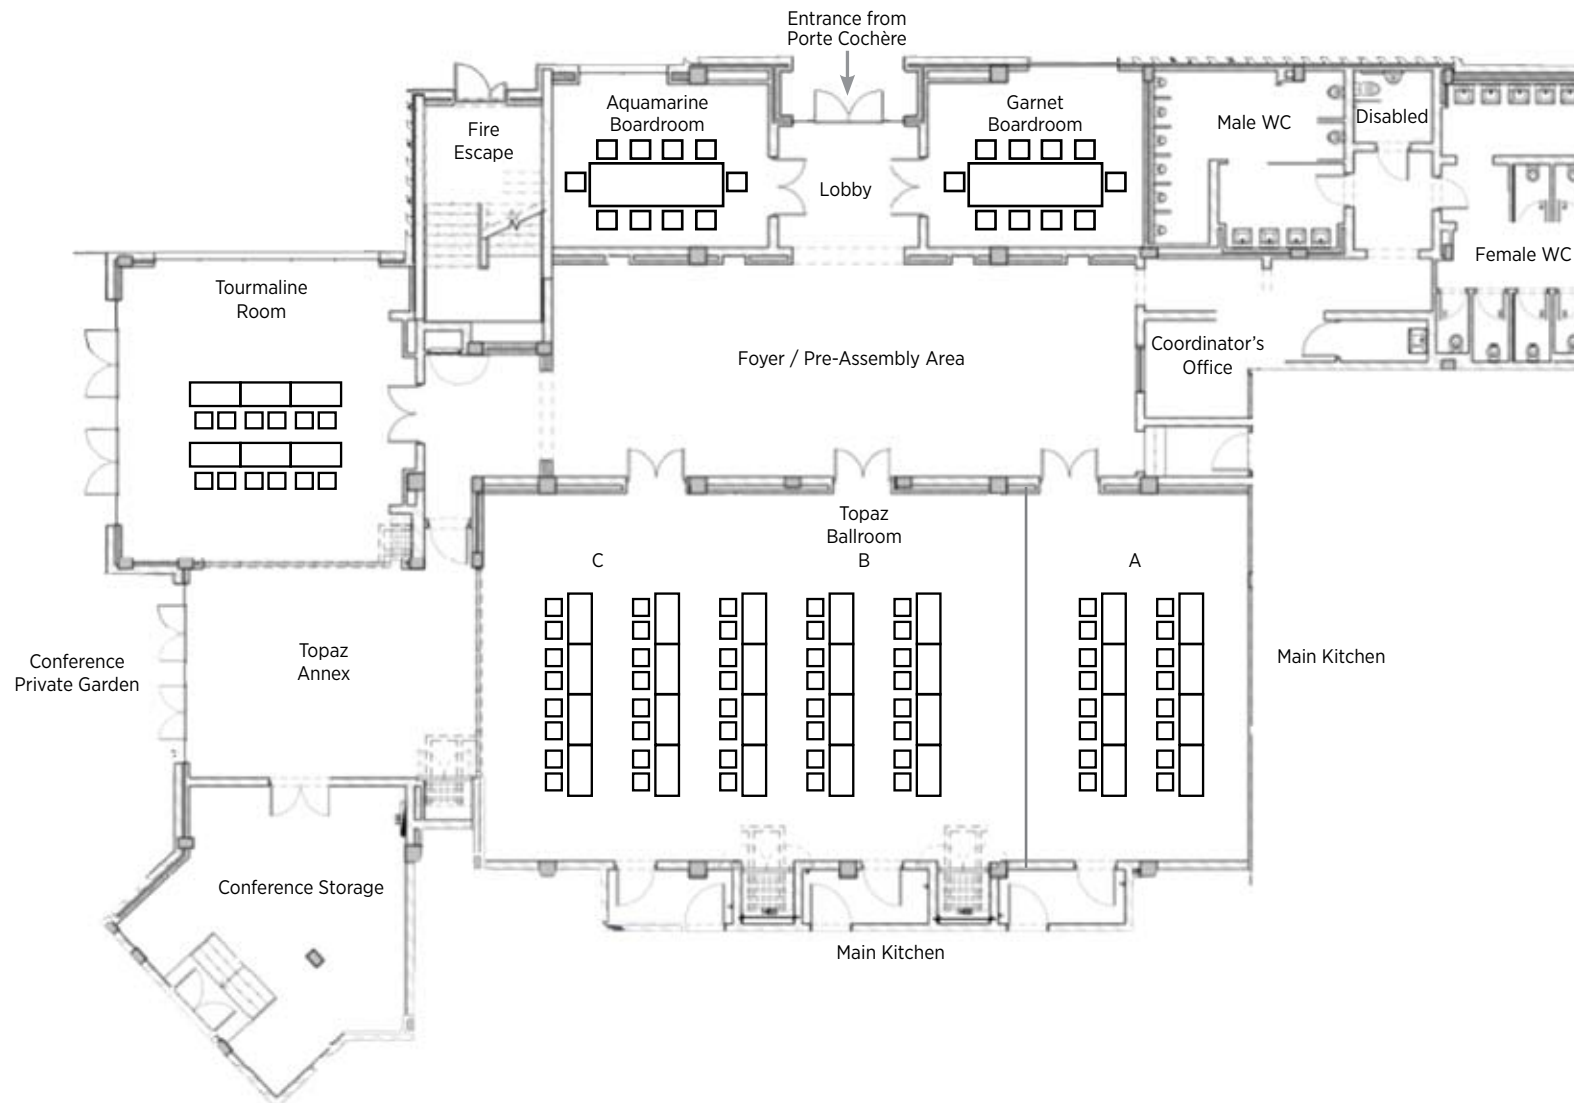 Entrance from
Porte Cochère
Aquamarine
Boardroom
Garnet
Boardroom
Fire
Escape
Male WC
Disabled
Lobby
Female WC
Tourmaline
Room
Foyer / Pre-Assembly Area
Coordinator's
Office
Topaz
Ballroom
C
B
A
Conference
Private Garden
Topaz
Annex
Main Kitchen
Conference Storage
Main Kitchen